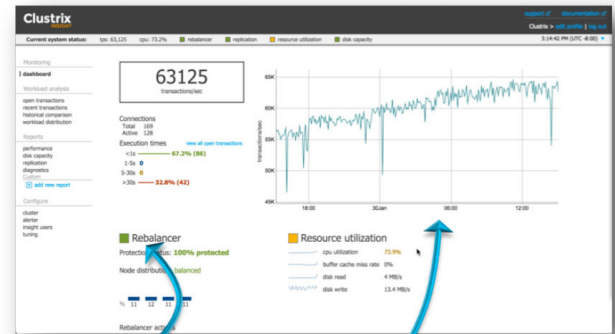 Clustrix
INSIGHT
support documentation
Clustrix > edit profile | log out
Current system status: tps: 63,125 cpu: 73.2% rebalancer replication resource utilization disk capacity 3:14:42 PM (UTC -8:00)
Monitoring
dashboard
Workload analysis
open transactions
recent transactions
historical comparison
workload distribution
Reports
performance
disk capacity
replication
diagnostics
Custom
add new report
Configure
cluster
alerter
insight users
tuning
63125
transactions/sec
Connections
Total 169
Active 128
Execution times view all open transactions
<1s 67.2% (86)
1-5s 0
5-30s 0
>30s 32.8% (42)
transactions/sec
65K
60K
55K
50K
45K
18:00 30Jan 06:00 12:00
Rebalancer
Protection status: 100% protected
Node distribution: balanced
% 11 12 11 11
Rebalancer actions
Resource utilization
cpu utilization 75.9%
buffer cache miss rate 0%
disk read 4 MB/s
disk write 13.4 MB/s